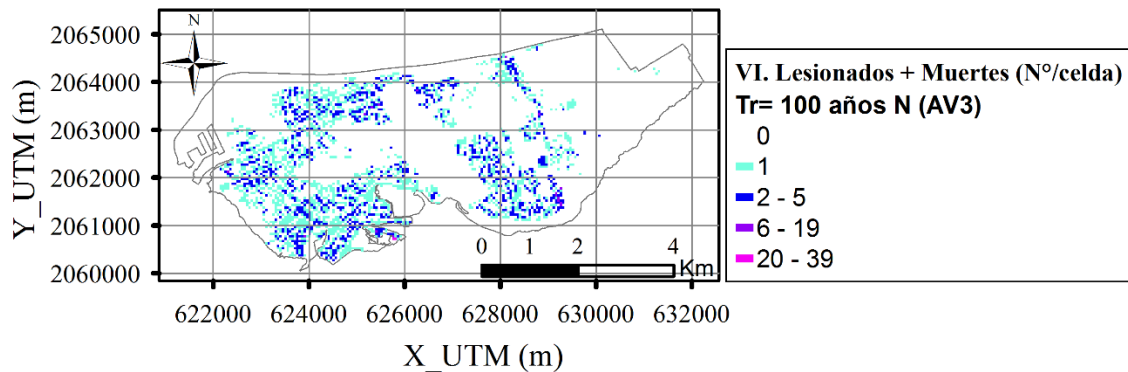 N
2065000
2064000
2063000
2062000
2061000
2060000
Y_UTM (m)
0 1 2 4
Km
622000 624000 626000 628000 630000 632000
X_UTM (m)
VI. Lesionados + Muertes (N°/celda)
Tr= 100 años N (AV3)
0
1
2 - 5
6 - 19
20 - 39